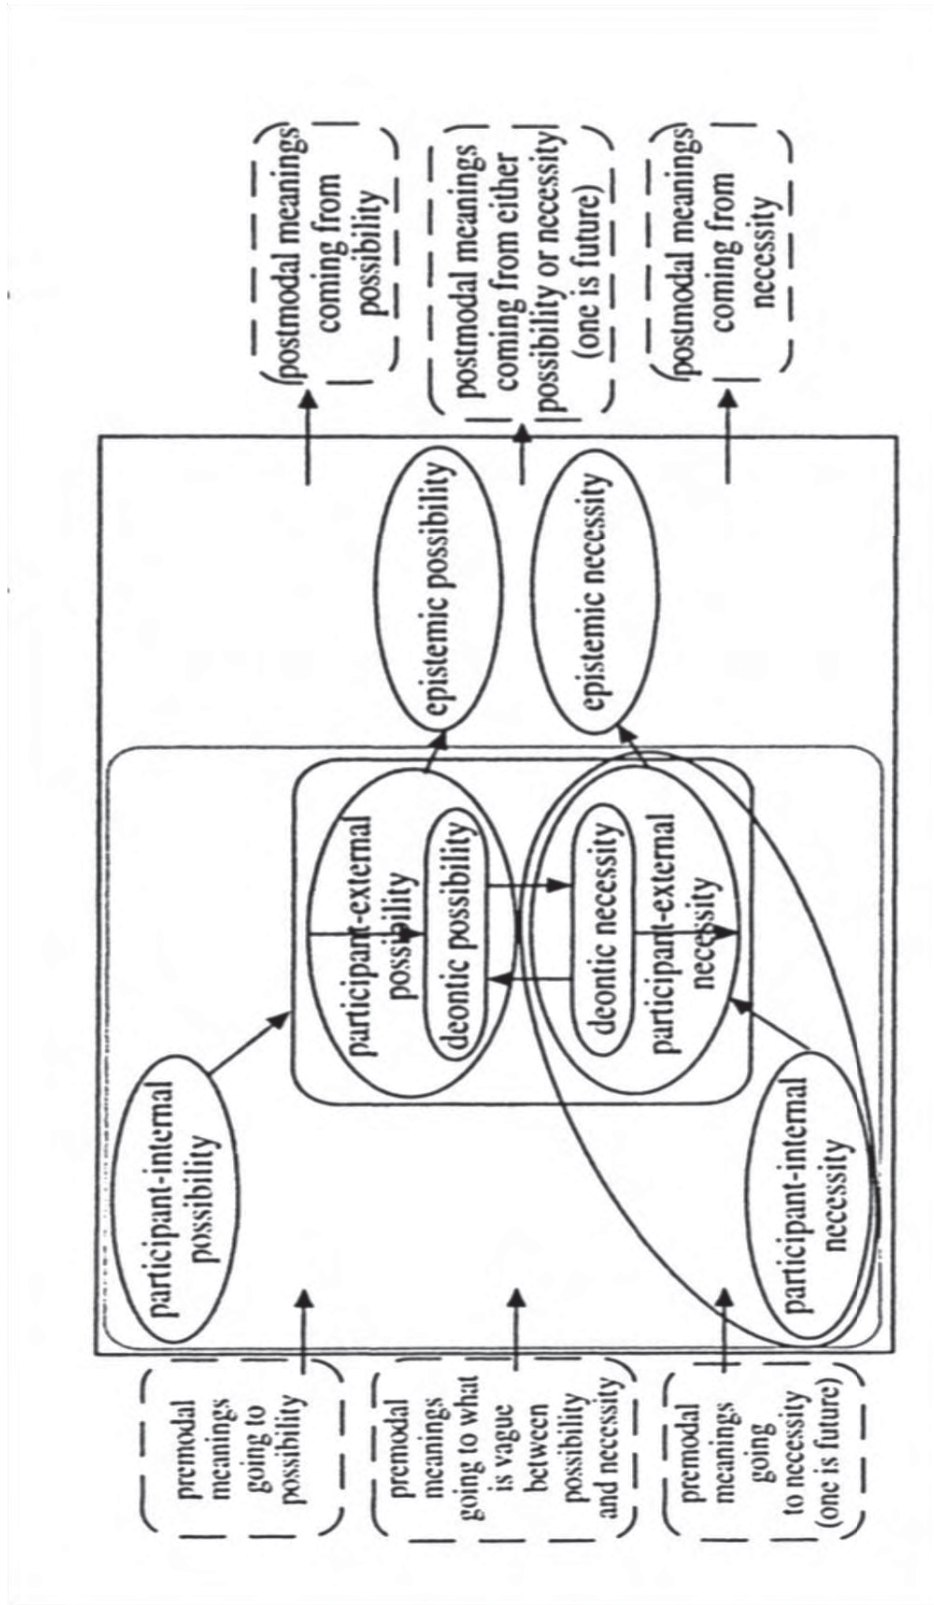 premodal
meanings
going to
possibility
premodal
meanings
going to what
is vague
between
possibility
and necessity
premodal
meanings
going
to necessity
(one is future)
participant-internal
possibility
participant-external
possibility
deontic possibility
deontic necessity
participant-external
necessity
participant-internal
necessity
epistemic possibility
epistemic necessity
postmodal meanings
coming from
possibility
postmodal meanings
coming from either
possibility or necessity
(one is future)
postmodal meanings
coming from
necessity